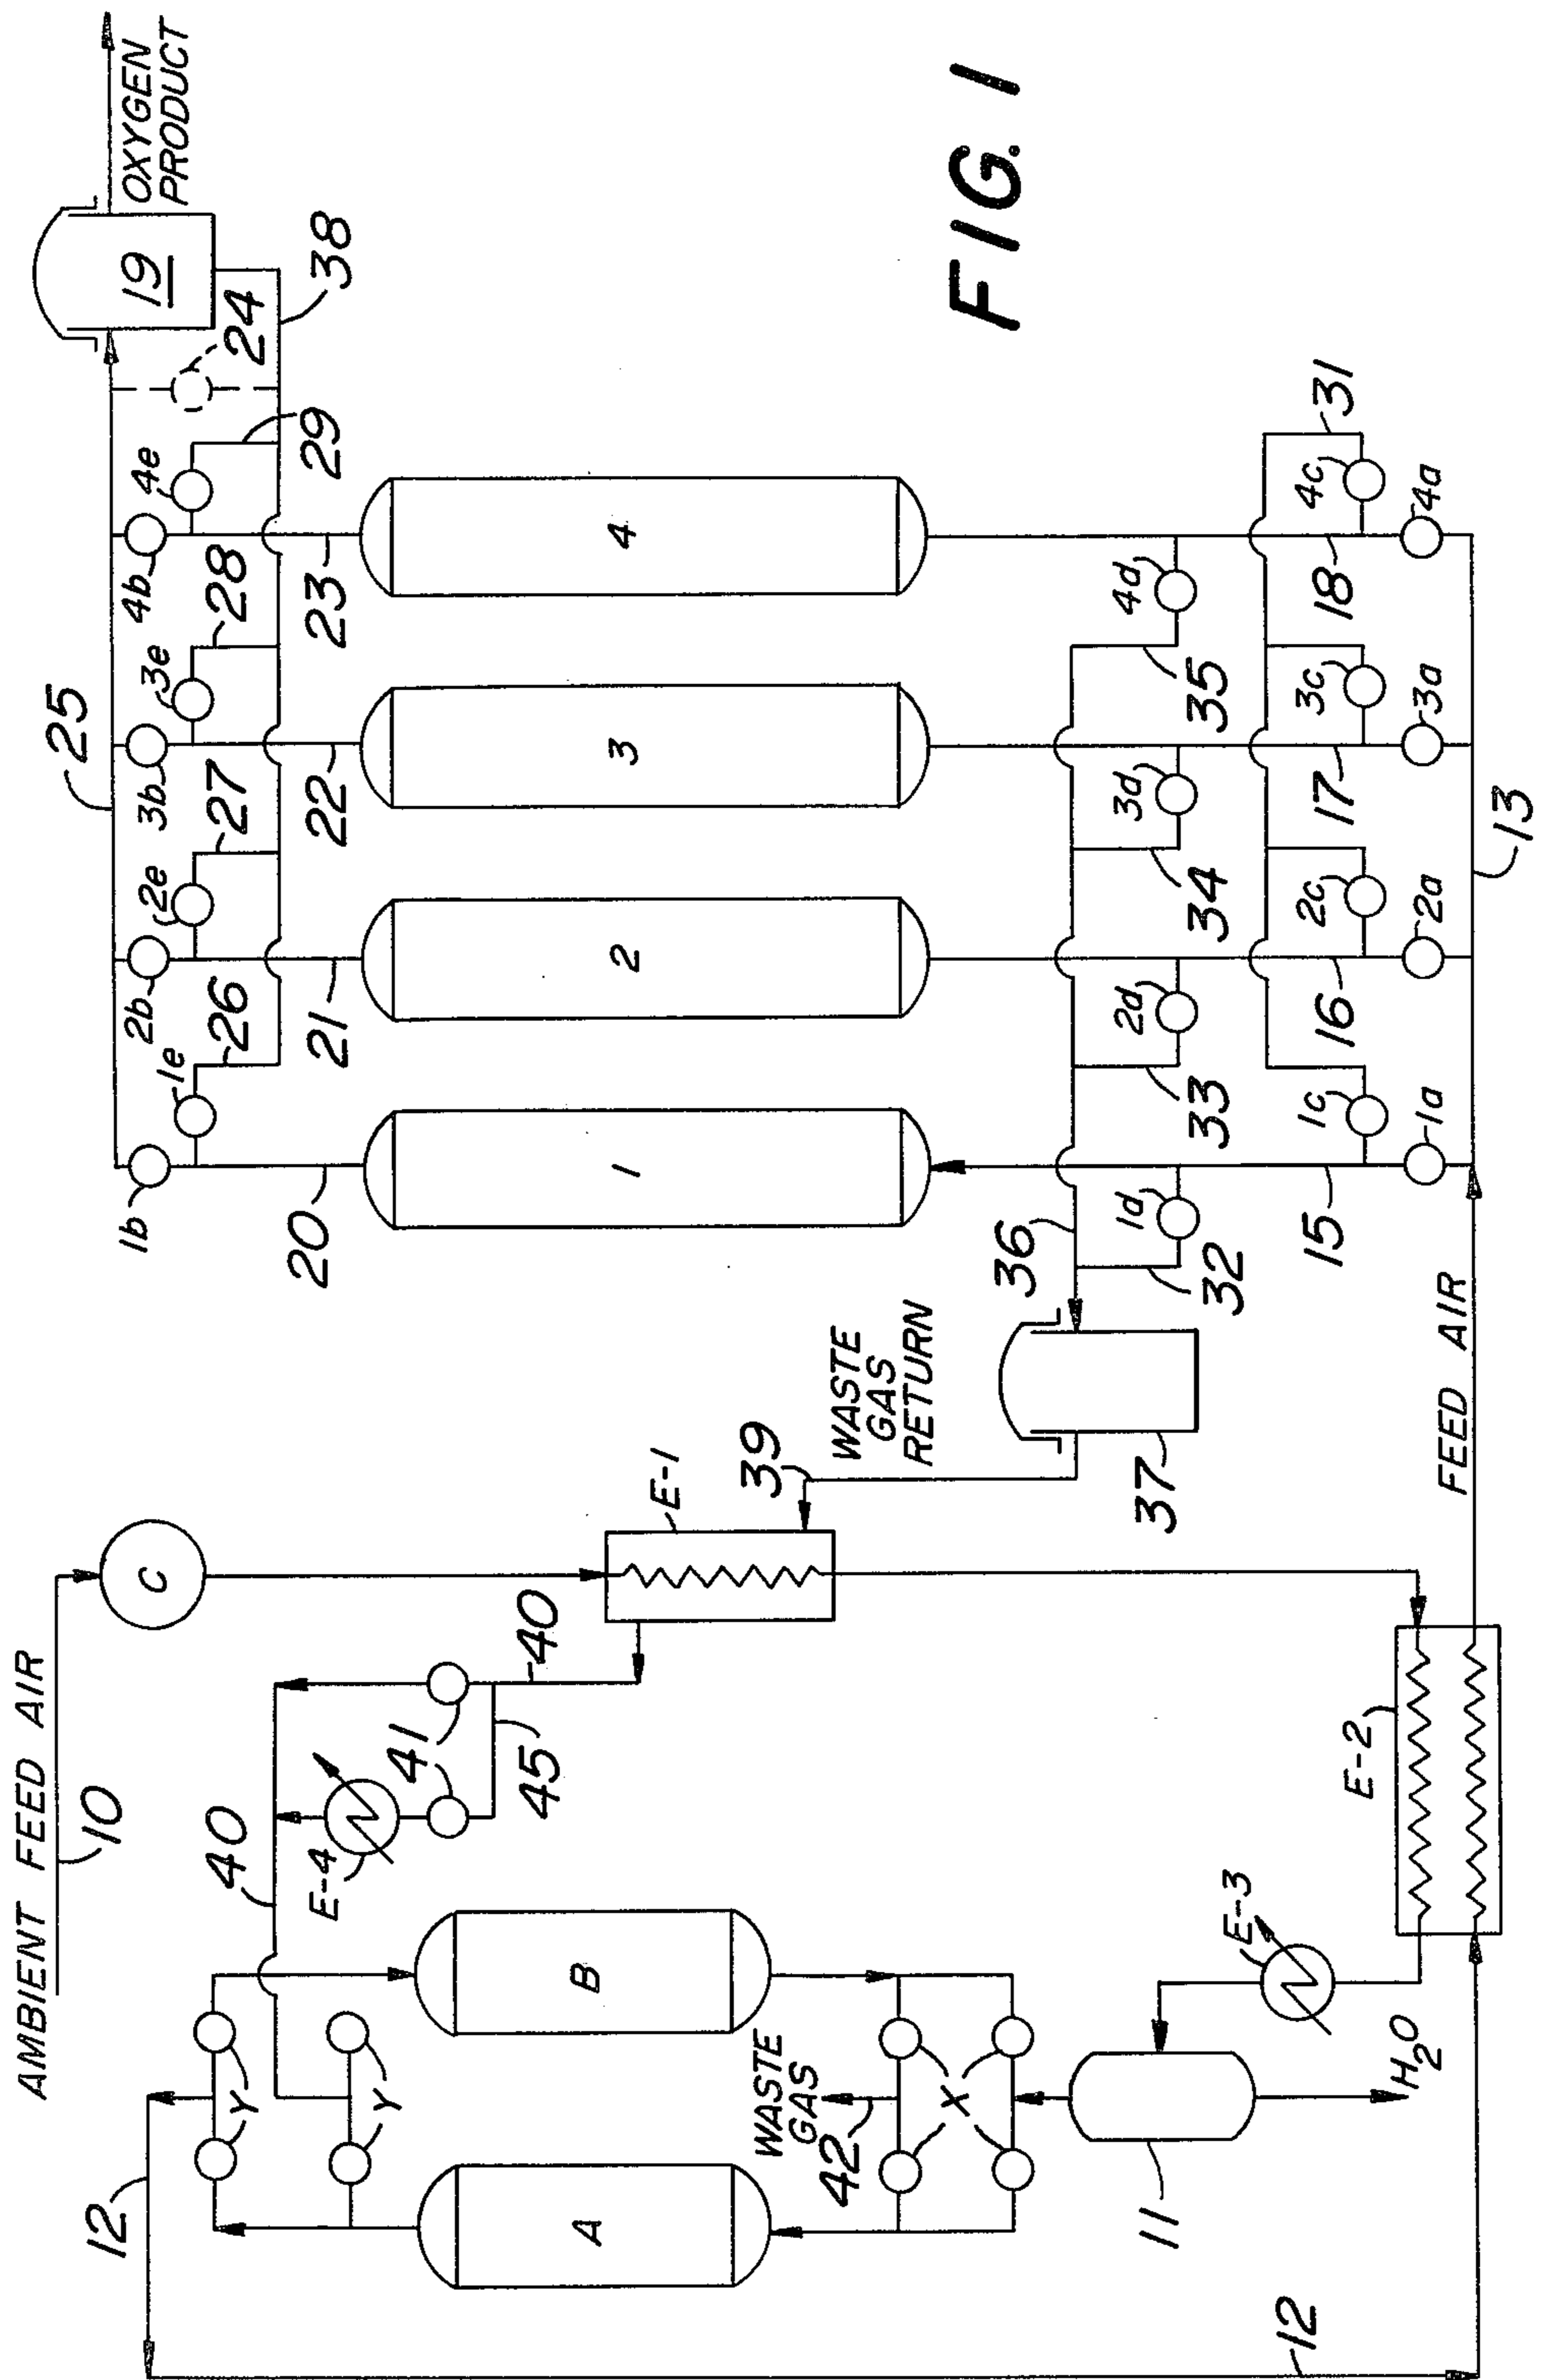 AMBIENT FEED AIR
10
C
12
40
40
E-4
41
45
E-1
39
WASTE
GAS
RETURN
37
Y
Y
A
B
WASTE
GAS
42
X
11
H2O
E-3
E-2
12
FEED AIR
13
25
1b
1e
2b
2e
3b
3e
4b
4e
26
27
28
29
24
38
19
OXYGEN
PRODUCT
20
21
22
23
1
2
3
4
36
1d
2d
3d
4d
32
33
34
35
15
16
17
18
1c
2c
3c
4c
31
1a
2a
3a
4a
FIG. 1